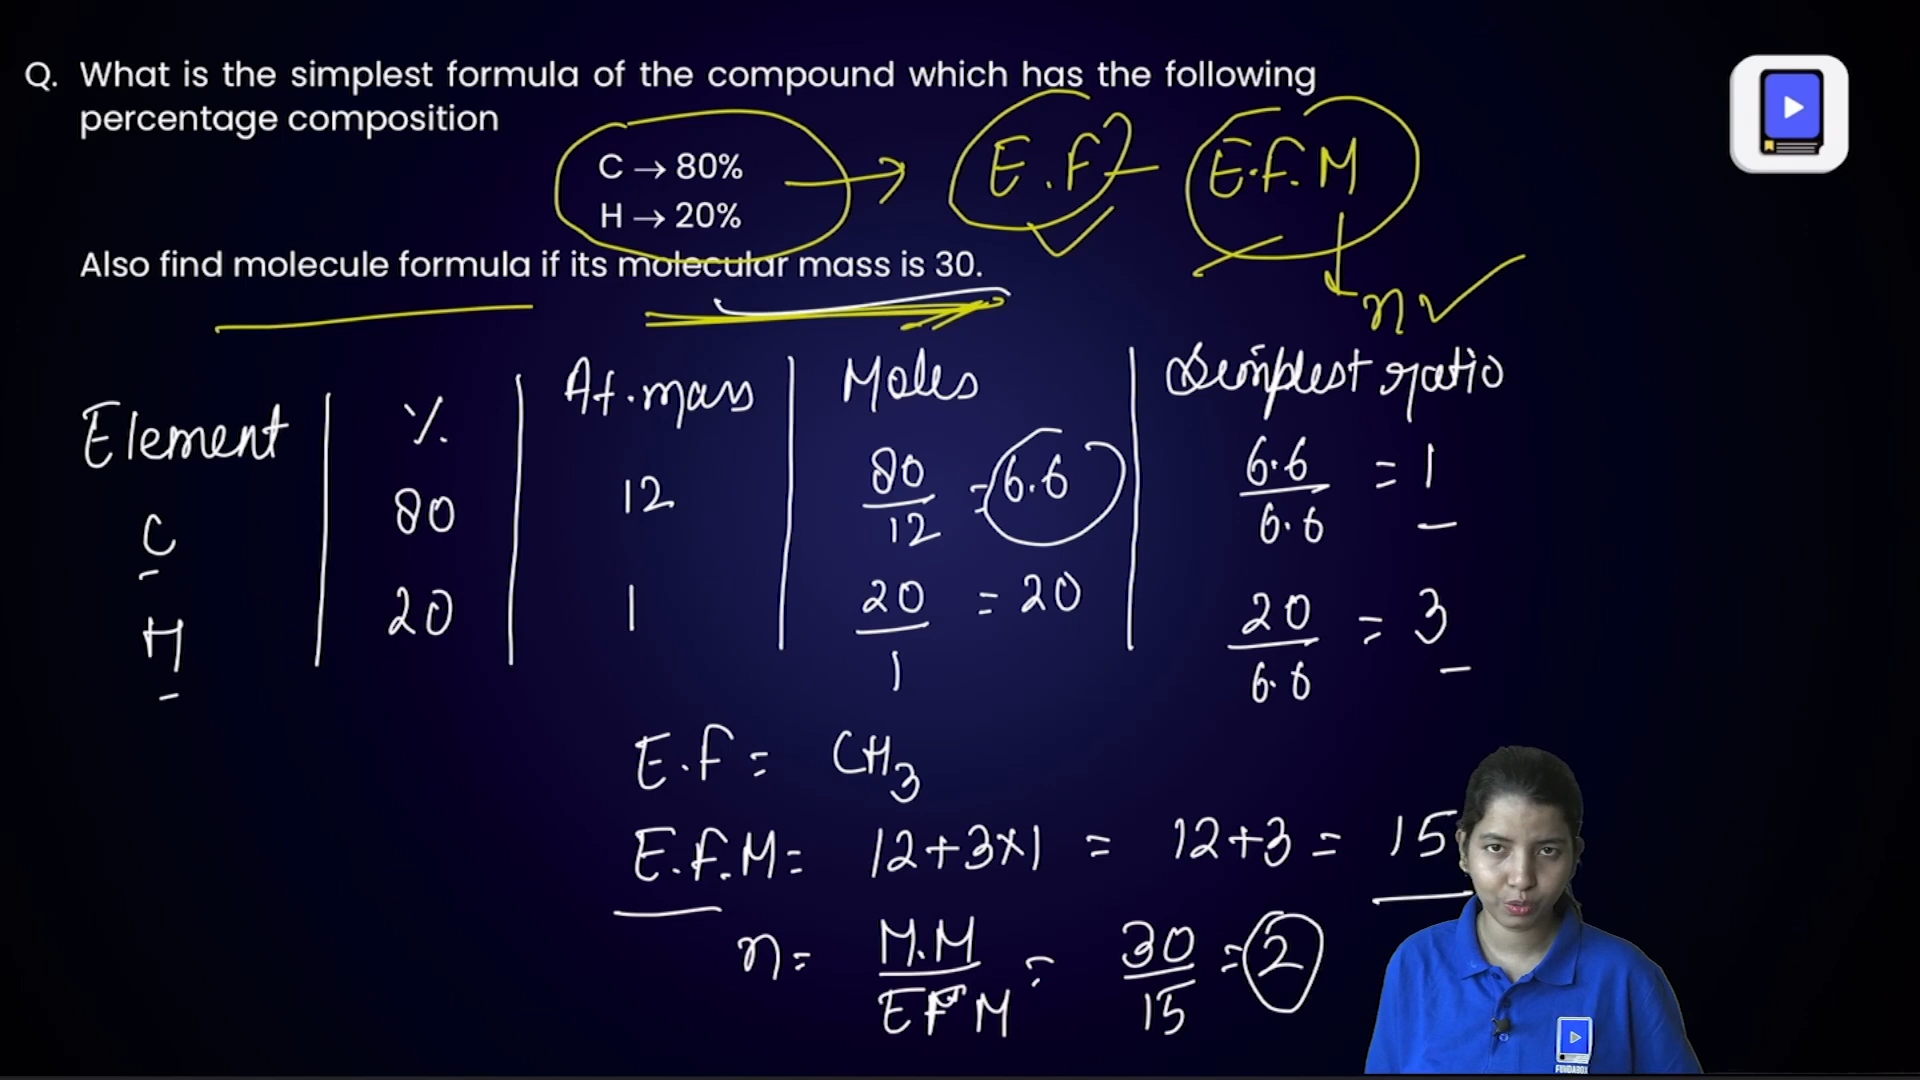 Q. What is the simplest formula of the compound which has the following
percentage composition
C → 80%
H → 20%
E.F
E.F.M
n
Also find molecule formula if its molecular mass is 30.
Element % At.mass Moles Simplest ratio
C 80 12 80/12 = 6.6 6.6/6.6 = 1
H 20 1 20/1 = 20 20/6.6 = 3
E.F = CH3
E.F.M = 12+3×1 = 12+3 = 15
n = M.M/EFM = 30/15 = 2
FUNDABOX